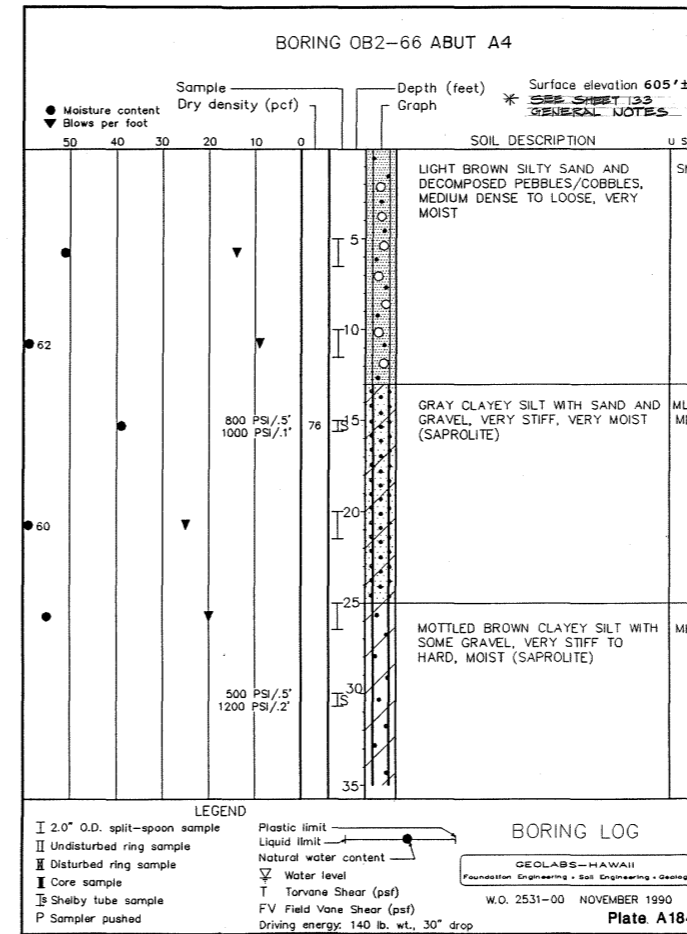 BORING OB2-66 ABUT A4
Sample
Depth (feet)
Surface elevation 605'±
● Moisture content
Dry density (pcf)
Graph
* SEE SHEET 133
▼ Blows per foot
GENERAL NOTES
SOIL DESCRIPTION
U S
50 40 30 20 10 0
LIGHT BROWN SILTY SAND AND
DECOMPOSED PEBBLES/COBBLES,
MEDIUM DENSE TO LOOSE, VERY
MOIST
5
62
10
GRAY CLAYEY SILT WITH SAND AND
GRAVEL, VERY STIFF, VERY MOIST
(SAPROLITE)
ML
800 PSI/.5'
1000 PSI/.1'
76
S
15
60
20
25
MOTTLED BROWN CLAYEY SILT WITH
SOME GRAVEL, VERY STIFF TO
HARD, MOIST (SAPROLITE)
500 PSI/.5'
1200 PSI/.2'
S
30
35
LEGEND
2.0" O.D. split-spoon sample
Undisturbed ring sample
Disturbed ring sample
Core sample
Shelby tube sample
P Sampler pushed
Plastic limit
Liquid limit
Natural water content
Water level
T Torvane Shear (psf)
FV Field Vane Shear (psf)
Driving energy: 140 lb. wt., 30" drop
BORING LOG
GEOLABS-HAWAII
Foundation Engineering • Soil Engineering • Geolog
W.O. 2531-00 NOVEMBER 1990
Plate A18